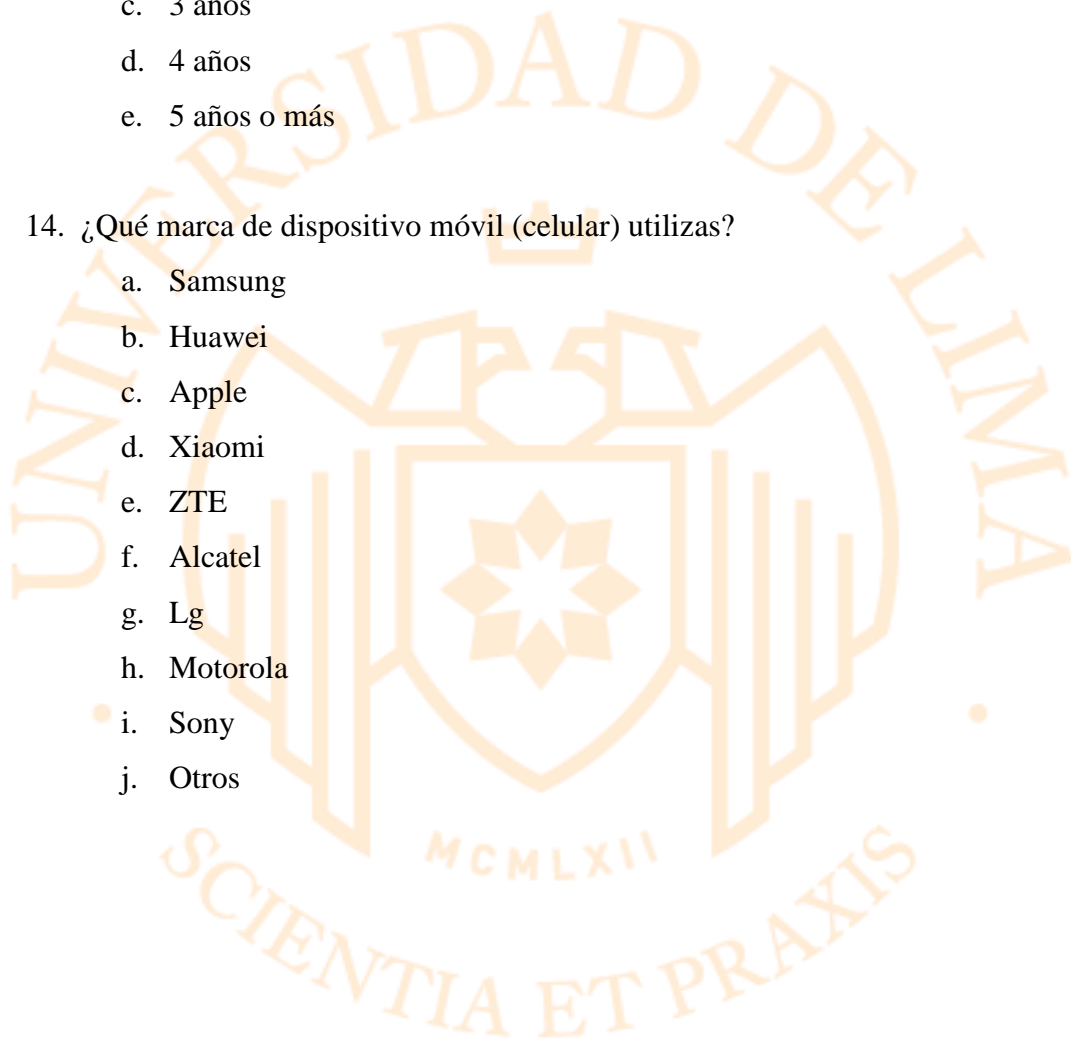 c. 3 años
d. 4 años
e. 5 años o más
14. ¿Qué marca de dispositivo móvil (celular) utilizas?
a. Samsung
b. Huawei
c. Apple
d. Xiaomi
e. ZTE
f. Alcatel
g. Lg
h. Motorola
i. Sony
j. Otros
UNIVERSIDAD DE LIMA
MCMLXII
SCIENTIA ET PRAXIS